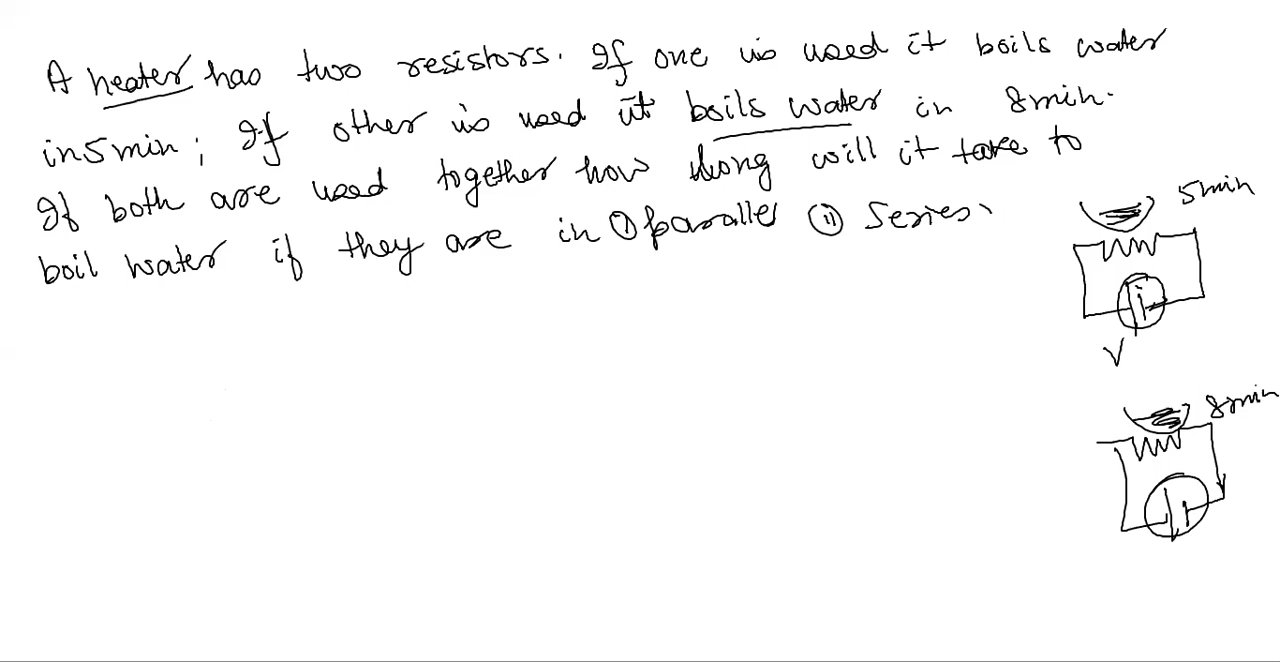 A heater has two resistors. If one is used it boils water
in 5 min ; If other is used it boils water in 8 min.
If both are used together how long will it take to
boil water if they are in ① parallel ② Series.
5 min
V
8 min